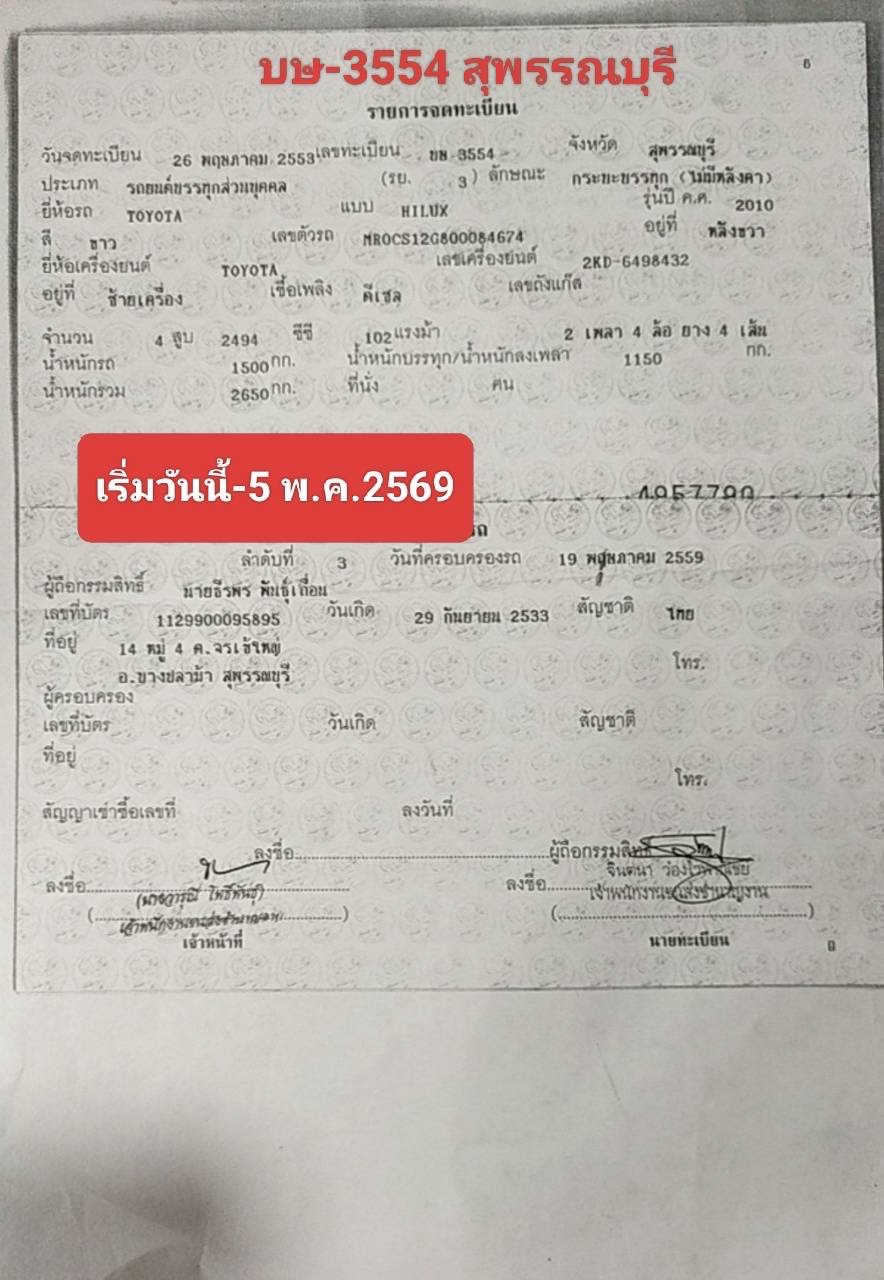 บษ-3554 สุพรรณบุรี
6
รายการจดทะเบียน
วันจดทะเบียน 26 พฤษภาคม 2553 เลขทะเบียน บษ 3554 จังหวัด สุพรรณบุรี
ประเภท รถยนต์บรรทุกส่วนบุคคล (รย. 3 ) ลักษณะ กระบะบรรทุก (ไม่มีหลังคา)
ยี่ห้อรถ TOYOTA แบบ HILUX รุ่นปี ค.ศ. 2010
สี ขาว เลขตัวรถ MROCS12G800084674 อยู่ที่ หลังขวา
ยี่ห้อเครื่องยนต์ TOYOTA เลขเครื่องยนต์ 2KD-6498432
อยู่ที่ ซ้ายเครื่อง เชื้อเพลิง ดีเซล เลขถังแก๊ส
จำนวน 4 สูบ 2494 ซีซี 102 แรงม้า 2 เพลา 4 ล้อ ยาง 4 เส้น
น้ำหนักรถ 1500 กก. น้ำหนักบรรทุก/น้ำหนักลงเพลา 1150 กก.
น้ำหนักรวม 2650 กก. ที่นั่ง คน
เริ่มวันนี้-5 พ.ค.2569
ลำดับที่ 3 วันที่ครอบครองรถ 19 พฤษภาคม 2559
ผู้ถือกรรมสิทธิ์ นายธีรพร พันธุ์เถื่อน
เลขที่บัตร 1129900095895 วันเกิด 29 กันยายน 2533 สัญชาติ ไทย
ที่อยู่ 14 หมู่ 4 ต.จรเข้ใหญ่ โทร.
อ.บางปลาม้า สุพรรณบุรี
ผู้ครอบครอง
เลขที่บัตร วันเกิด สัญชาติ
ที่อยู่ โทร.
สัญญาเช่าซื้อเลขที่ ลงวันที่
ลงชื่อ ผู้ถือกรรมสิทธิ์
ลงชื่อ ลงชื่อ จินตนา
เจ้าพนักงานขนส่งชำนาญงาน
เจ้าหน้าที่ นายทะเบียน